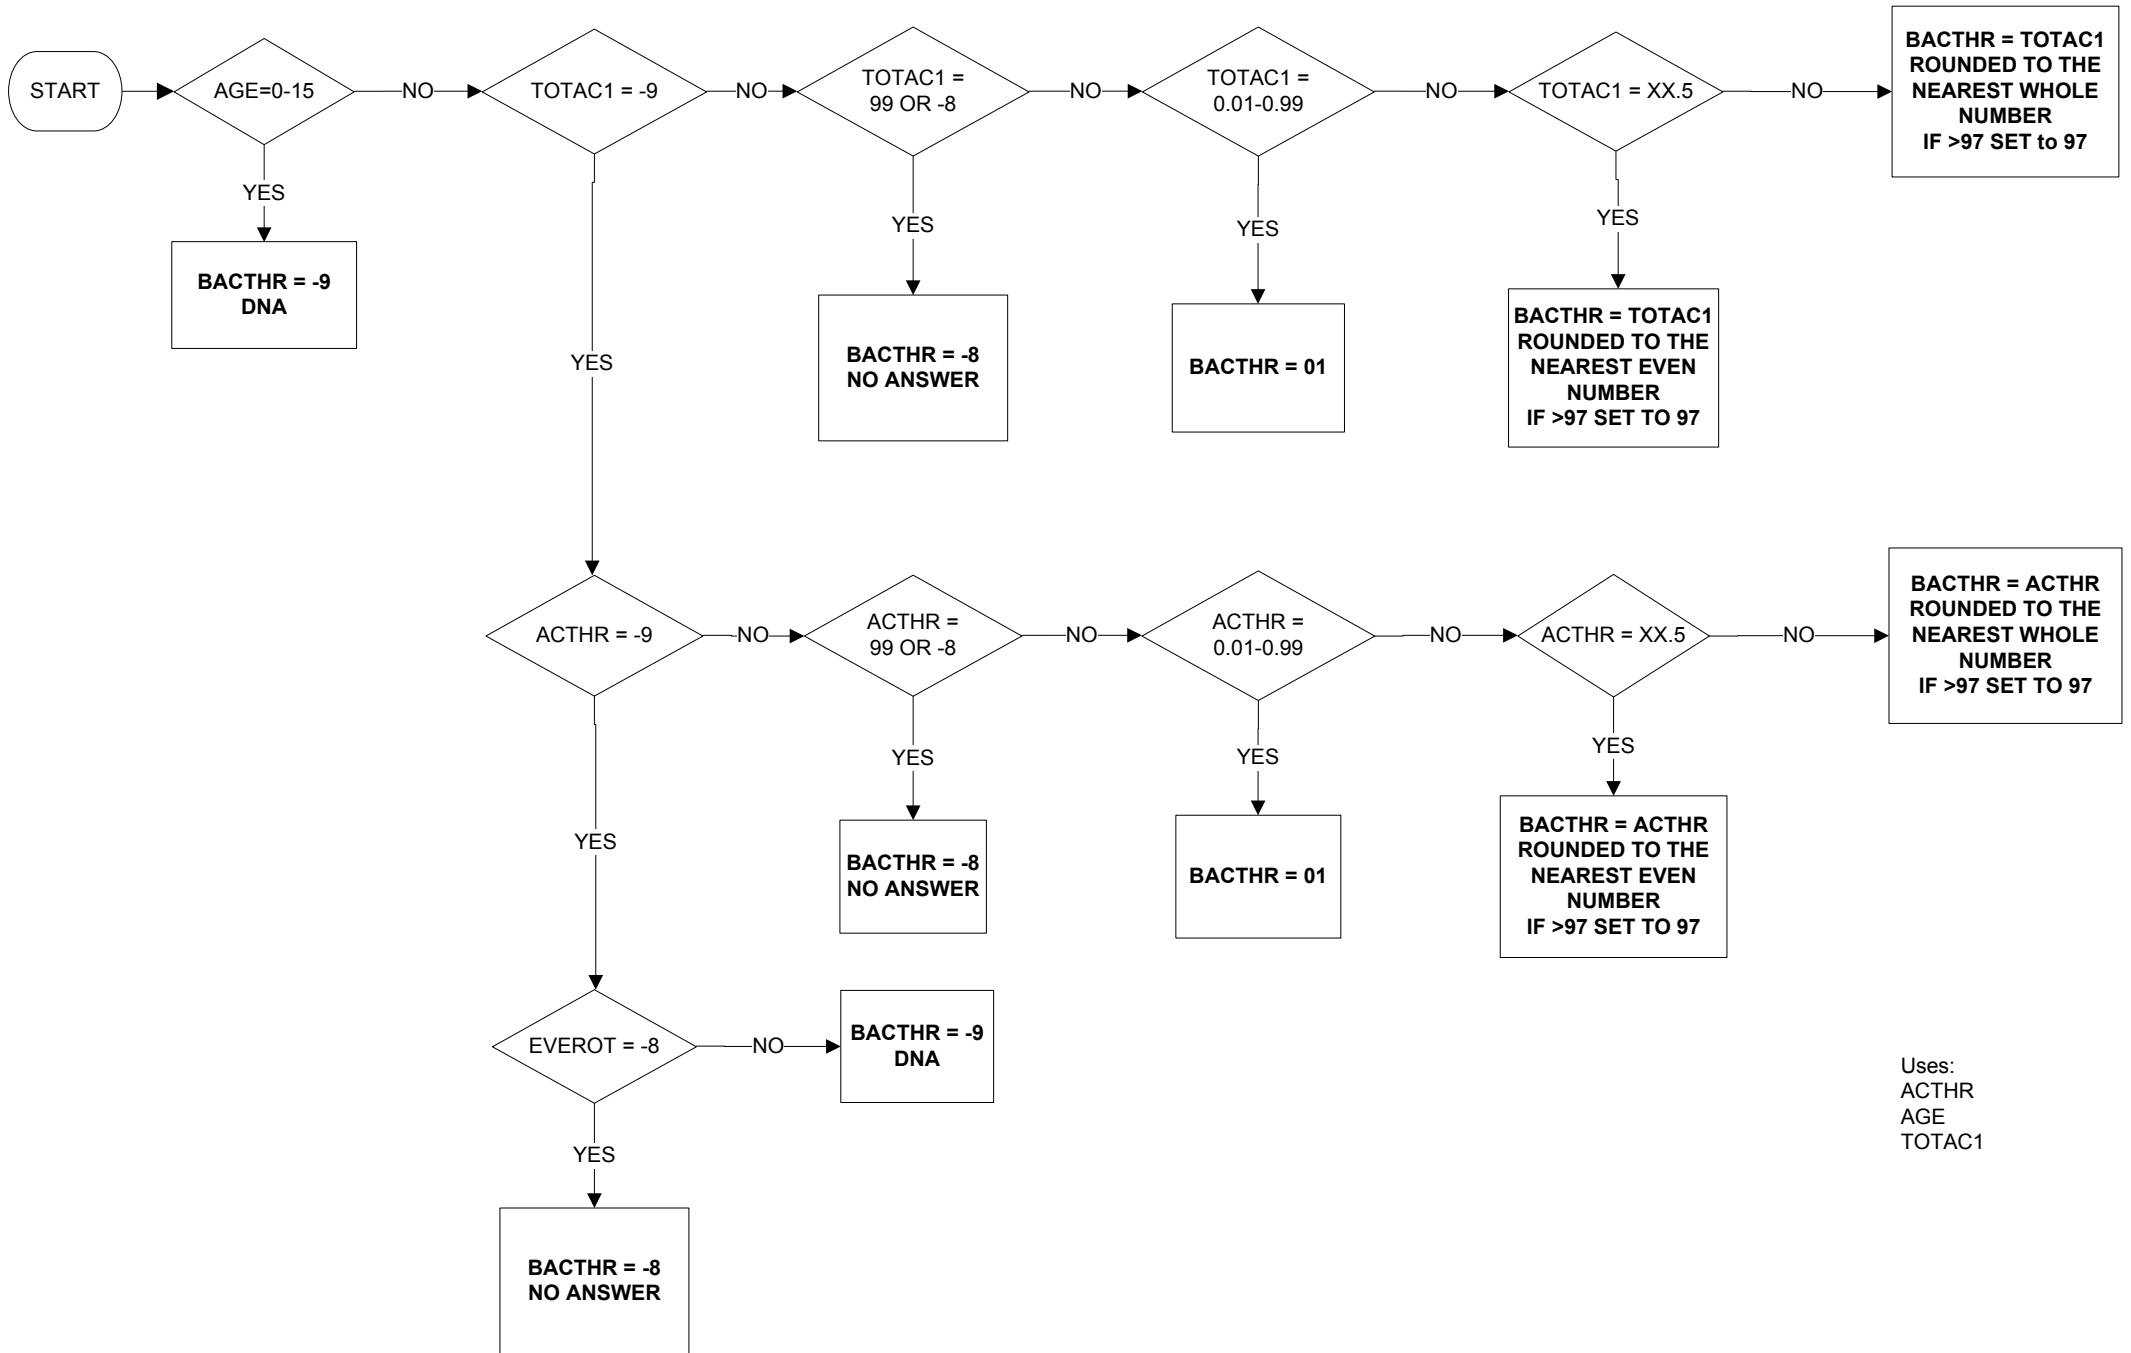 START
AGE=0-15
NO
TOTAC1 = -9
NO
TOTAC1 =
99 OR -8
NO
TOTAC1 =
0.01-0.99
NO
TOTAC1 = XX.5
NO
BACTHR = TOTAC1
ROUNDED TO THE
NEAREST WHOLE
NUMBER
IF >97 SET to 97
YES
BACTHR = -9
DNA
YES
YES
BACTHR = -8
NO ANSWER
YES
BACTHR = 01
YES
BACTHR = TOTAC1
ROUNDED TO THE
NEAREST EVEN
NUMBER
IF >97 SET TO 97
ACTHR = -9
NO
ACTHR =
99 OR -8
NO
ACTHR =
0.01-0.99
NO
ACTHR = XX.5
NO
BACTHR = ACTHR
ROUNDED TO THE
NEAREST WHOLE
NUMBER
IF >97 SET TO 97
YES
YES
BACTHR = -8
NO ANSWER
YES
BACTHR = 01
YES
BACTHR = ACTHR
ROUNDED TO THE
NEAREST EVEN
NUMBER
IF >97 SET TO 97
EVEROT = -8
NO
BACTHR = -9
DNA
YES
BACTHR = -8
NO ANSWER
Uses:
ACTHR
AGE
TOTAC1